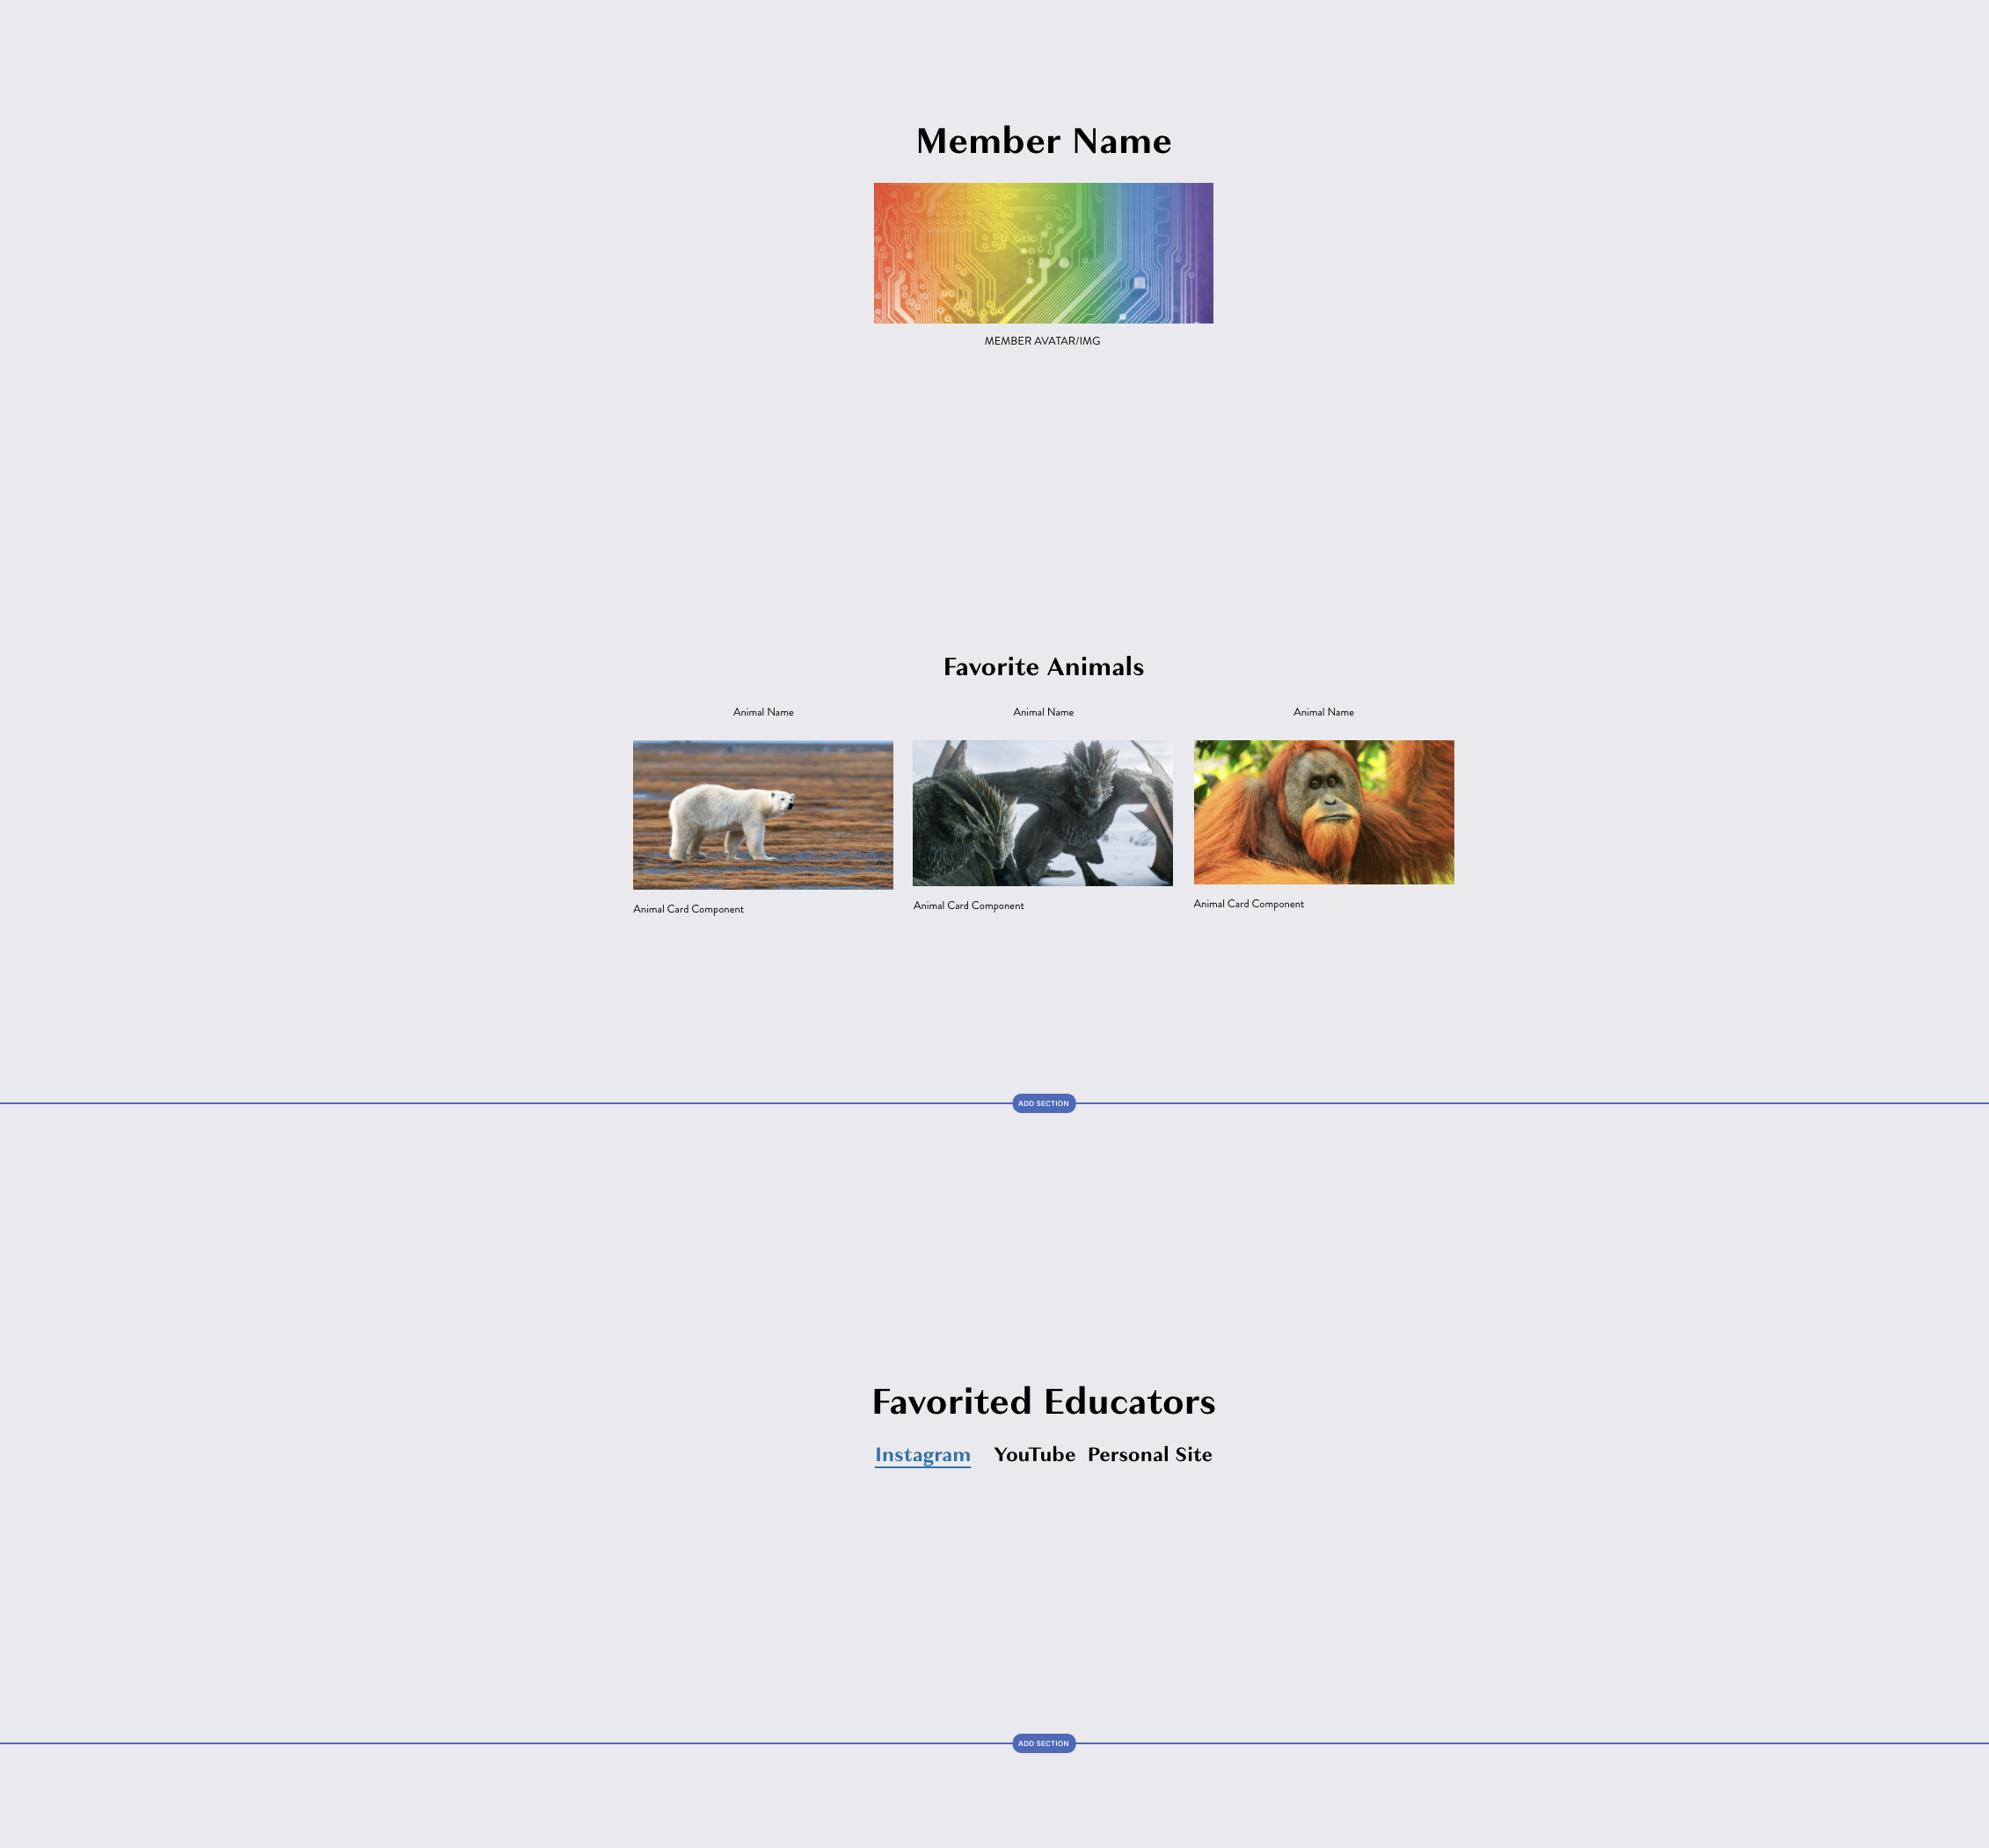 Member Name
MEMBER AVATAR/IMG
Favorite Animals
Animal Name Animal Name Animal Name
Animal Card Component Animal Card Component Animal Card Component
ADD SECTION
Favorited Educators
Instagram YouTube Personal Site
ADD SECTION